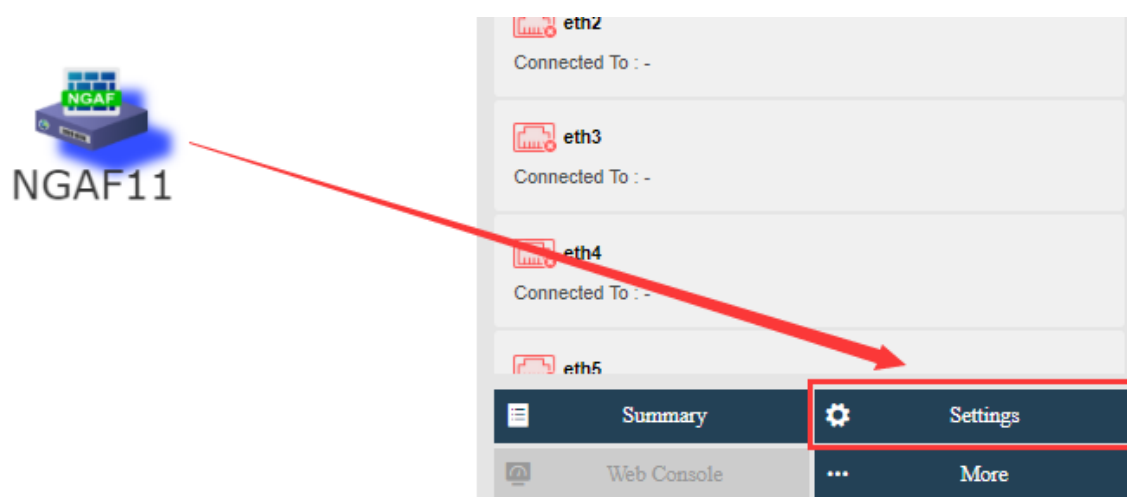 NGAF
NGAF11
eth2
Connected To : -
eth3
Connected To : -
eth4
Connected To : -
eth5
Summary
Settings
Web Console
More